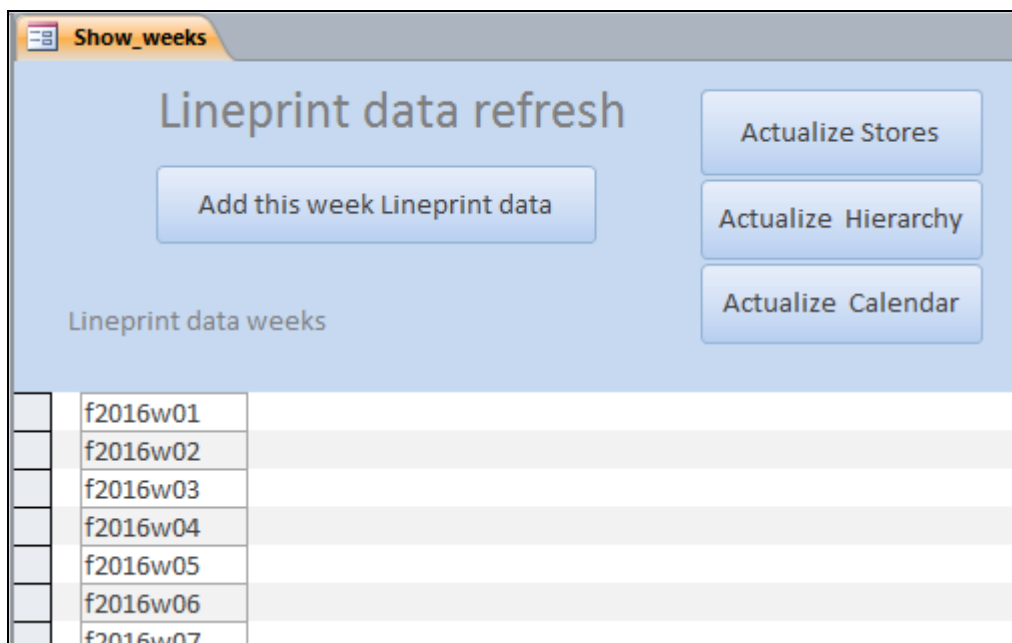 Show_weeks
Lineprint data refresh
Add this week Lineprint data
Actualize Stores
Actualize Hierarchy
Actualize Calendar
Lineprint data weeks
f2016w01
f2016w02
f2016w03
f2016w04
f2016w05
f2016w06
f2016w07